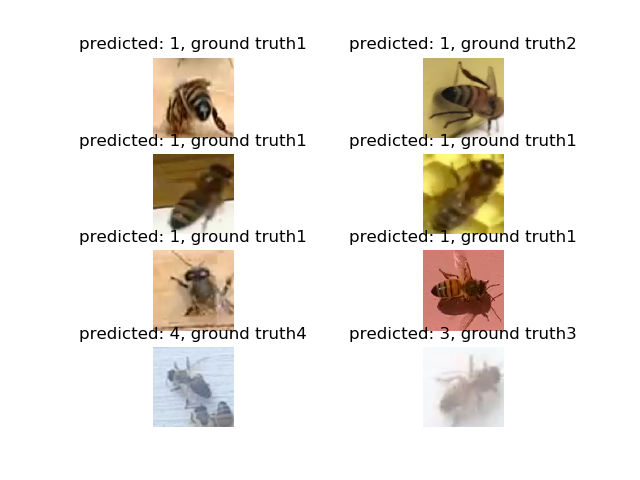 predicted: 1, ground truth1
predicted: 1, ground truth2
predicted: 1, ground truth1
predicted: 1, ground truth1
predicted: 1, ground truth1
predicted: 1, ground truth1
predicted: 4, ground truth4
predicted: 3, ground truth3